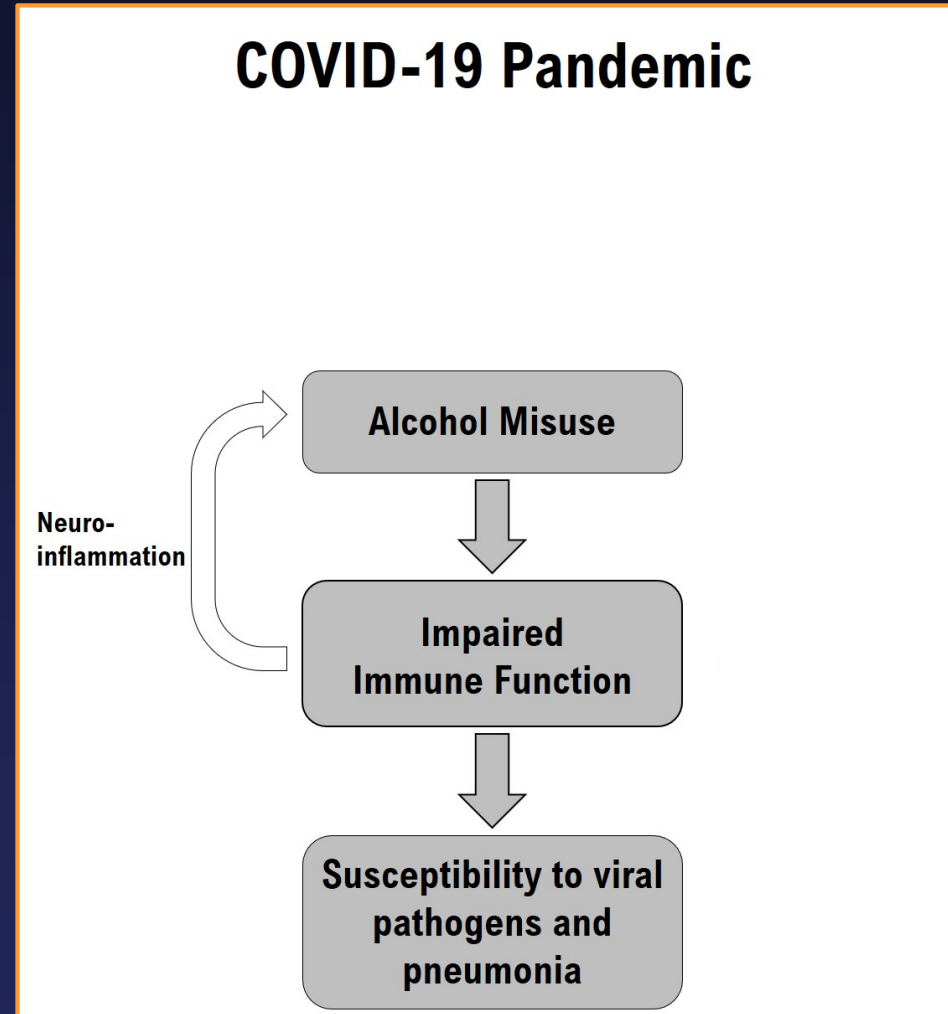 COVID-19 Pandemic
Alcohol Misuse
Neuro-
inflammation
Impaired
Immune Function
Susceptibility to viral
pathogens and
pneumonia